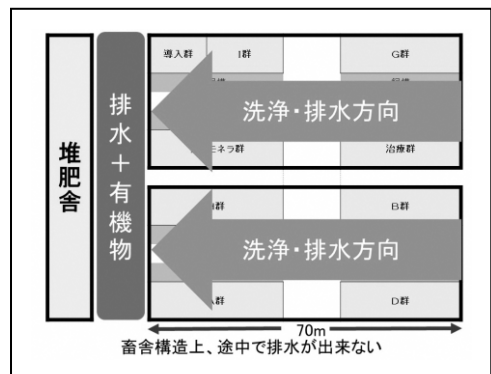 堆肥舎
排水＋有機物
導入群
I群
G群
洗浄・排水方向
モネラ群
治療群
B群
洗浄・排水方向
D群
70m
畜舎構造上、途中で排水が出来ない